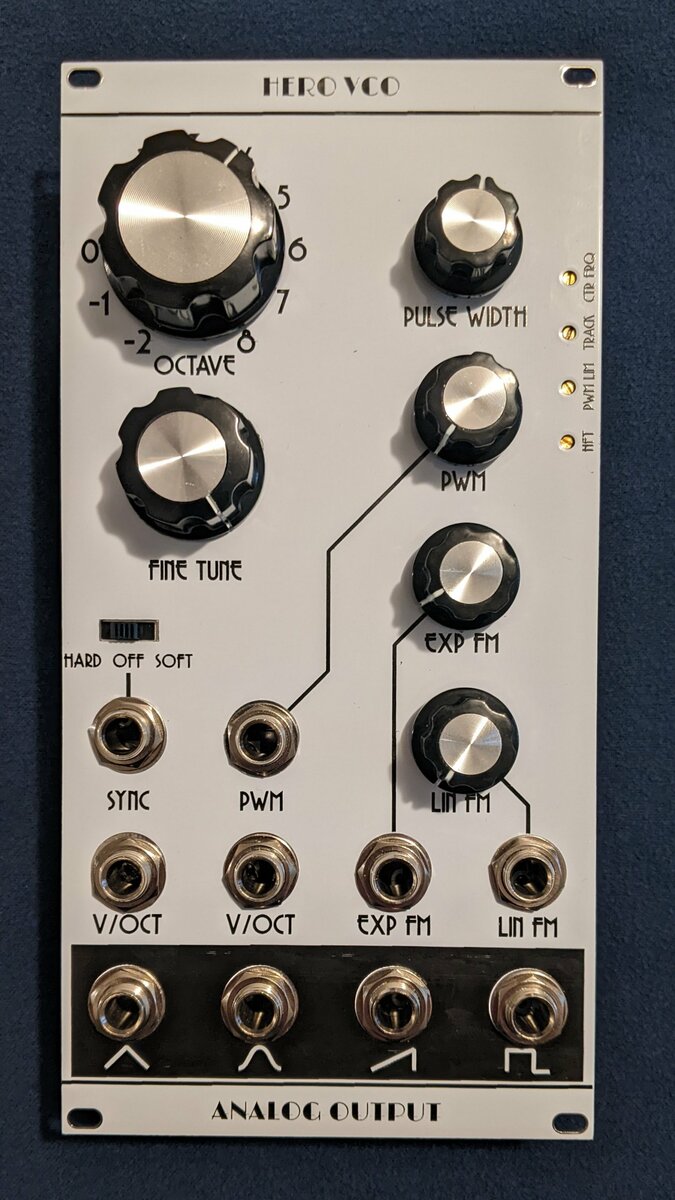 HERO VCO
5
0
6
-1
7
-2
8
OCTAVE
PULSE WIDTH
CTR FRQ
TRACK
PWM LIM
HFT
PWM
FINE TUNE
EXP FM
HARD OFF SOFT
SYNC
PWM
LIN FM
V/OCT
V/OCT
EXP FM
LIN FM
ANALOG OUTPUT